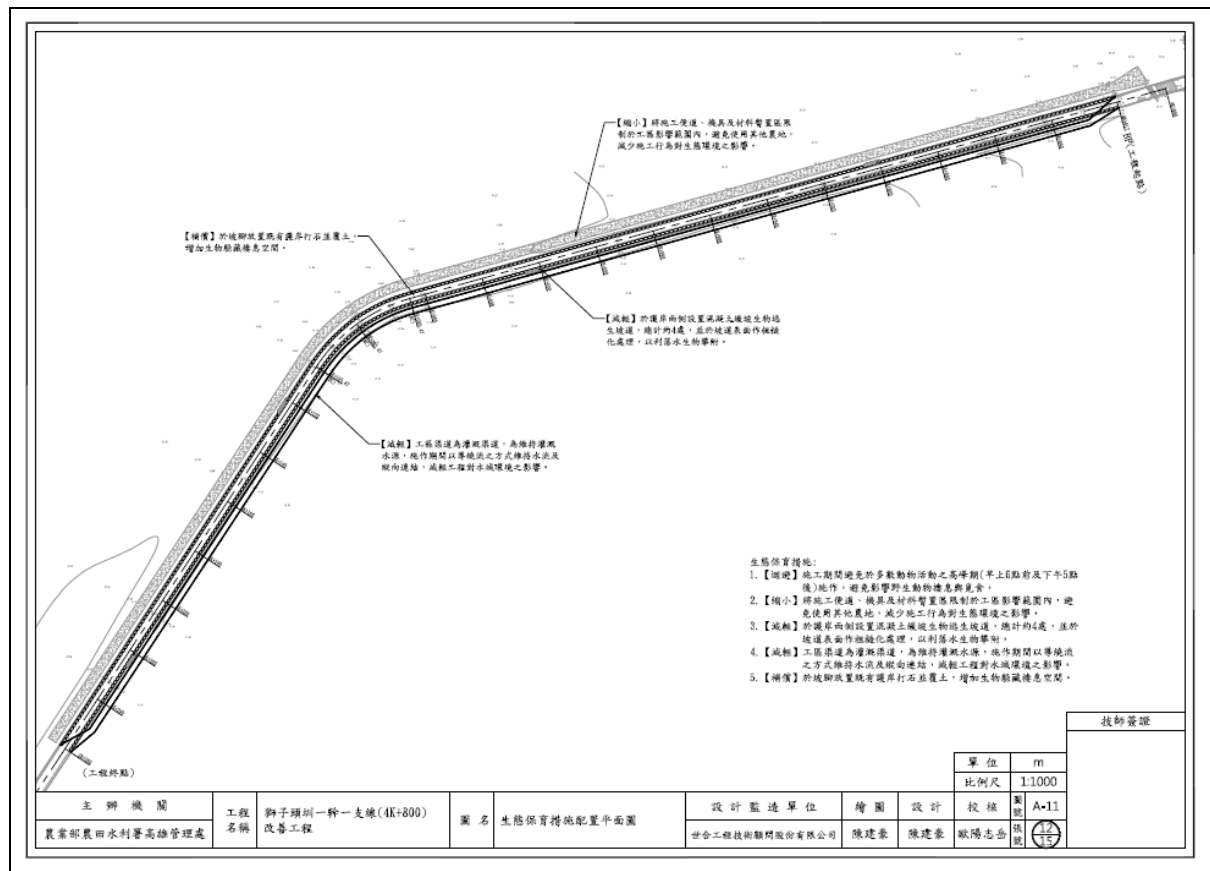 【縮小】將施工便道、機具及材料暫置區限
制於工區影響範圍內，避免使用其他農地，
減少施工行為對生態環境之影響。
BP(工程起點)
【補償】於坡腳放置既有護岸打石並覆土，
增加生物躲藏棲息空間。
【減輕】於護岸兩側設置混凝土緩坡生物逃
生坡道，總計約4處，並於坡道表面作粗糙
化處理，以利落水生物攀附。
【減輕】工區渠道為灌溉渠道，為維持灌溉
水源，施作期間以導繞流之方式維持水流及
縱向連結，減輕工程對水域環境之影響。
生態保育措施:
1.【迴避】施工期間避免於多數動物活動之高峰期(早上8點前及下午5點
後)施作，避免影響野生動物棲息與覓食。
2.【縮小】將施工便道、機具及材料暫置區限制於工區影響範圍內，避
免使用其他農地，減少施工行為對生態環境之影響。
3.【減輕】於護岸兩側設置混凝土緩坡生物逃生坡道，總計約4處，並於
坡道表面作粗糙化處理，以利落水生物攀附。
4.【減輕】工區渠道為灌溉渠道，為維持灌溉水源，施作期間以導繞流
之方式維持水流及縱向連結，減輕工程對水域環境之影響。
5.【補償】於坡腳放置既有護岸打石並覆土，增加生物躲藏棲息空間。
(工程終點)
技師簽證
單位 m
比例尺 1:1000
主辦機關
農業部農田水利署高雄管理處
工程名稱
獅子頭圳一幹一支線(4K+800)
改善工程
圖名 生態保育措施配置平面圖
設計監造單位
世合工程技術顧問股份有限公司
繪圖
陳建豪
設計
陳建豪
校核
歐陽志岳
圖號 A-11
張號 12
15